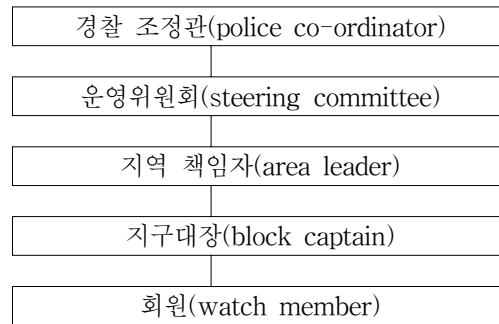 경찰 조정관(police co-ordinator)
운영위원회(steering committee)
지역 책임자(area leader)
지구대장(block captain)
회원(watch member)